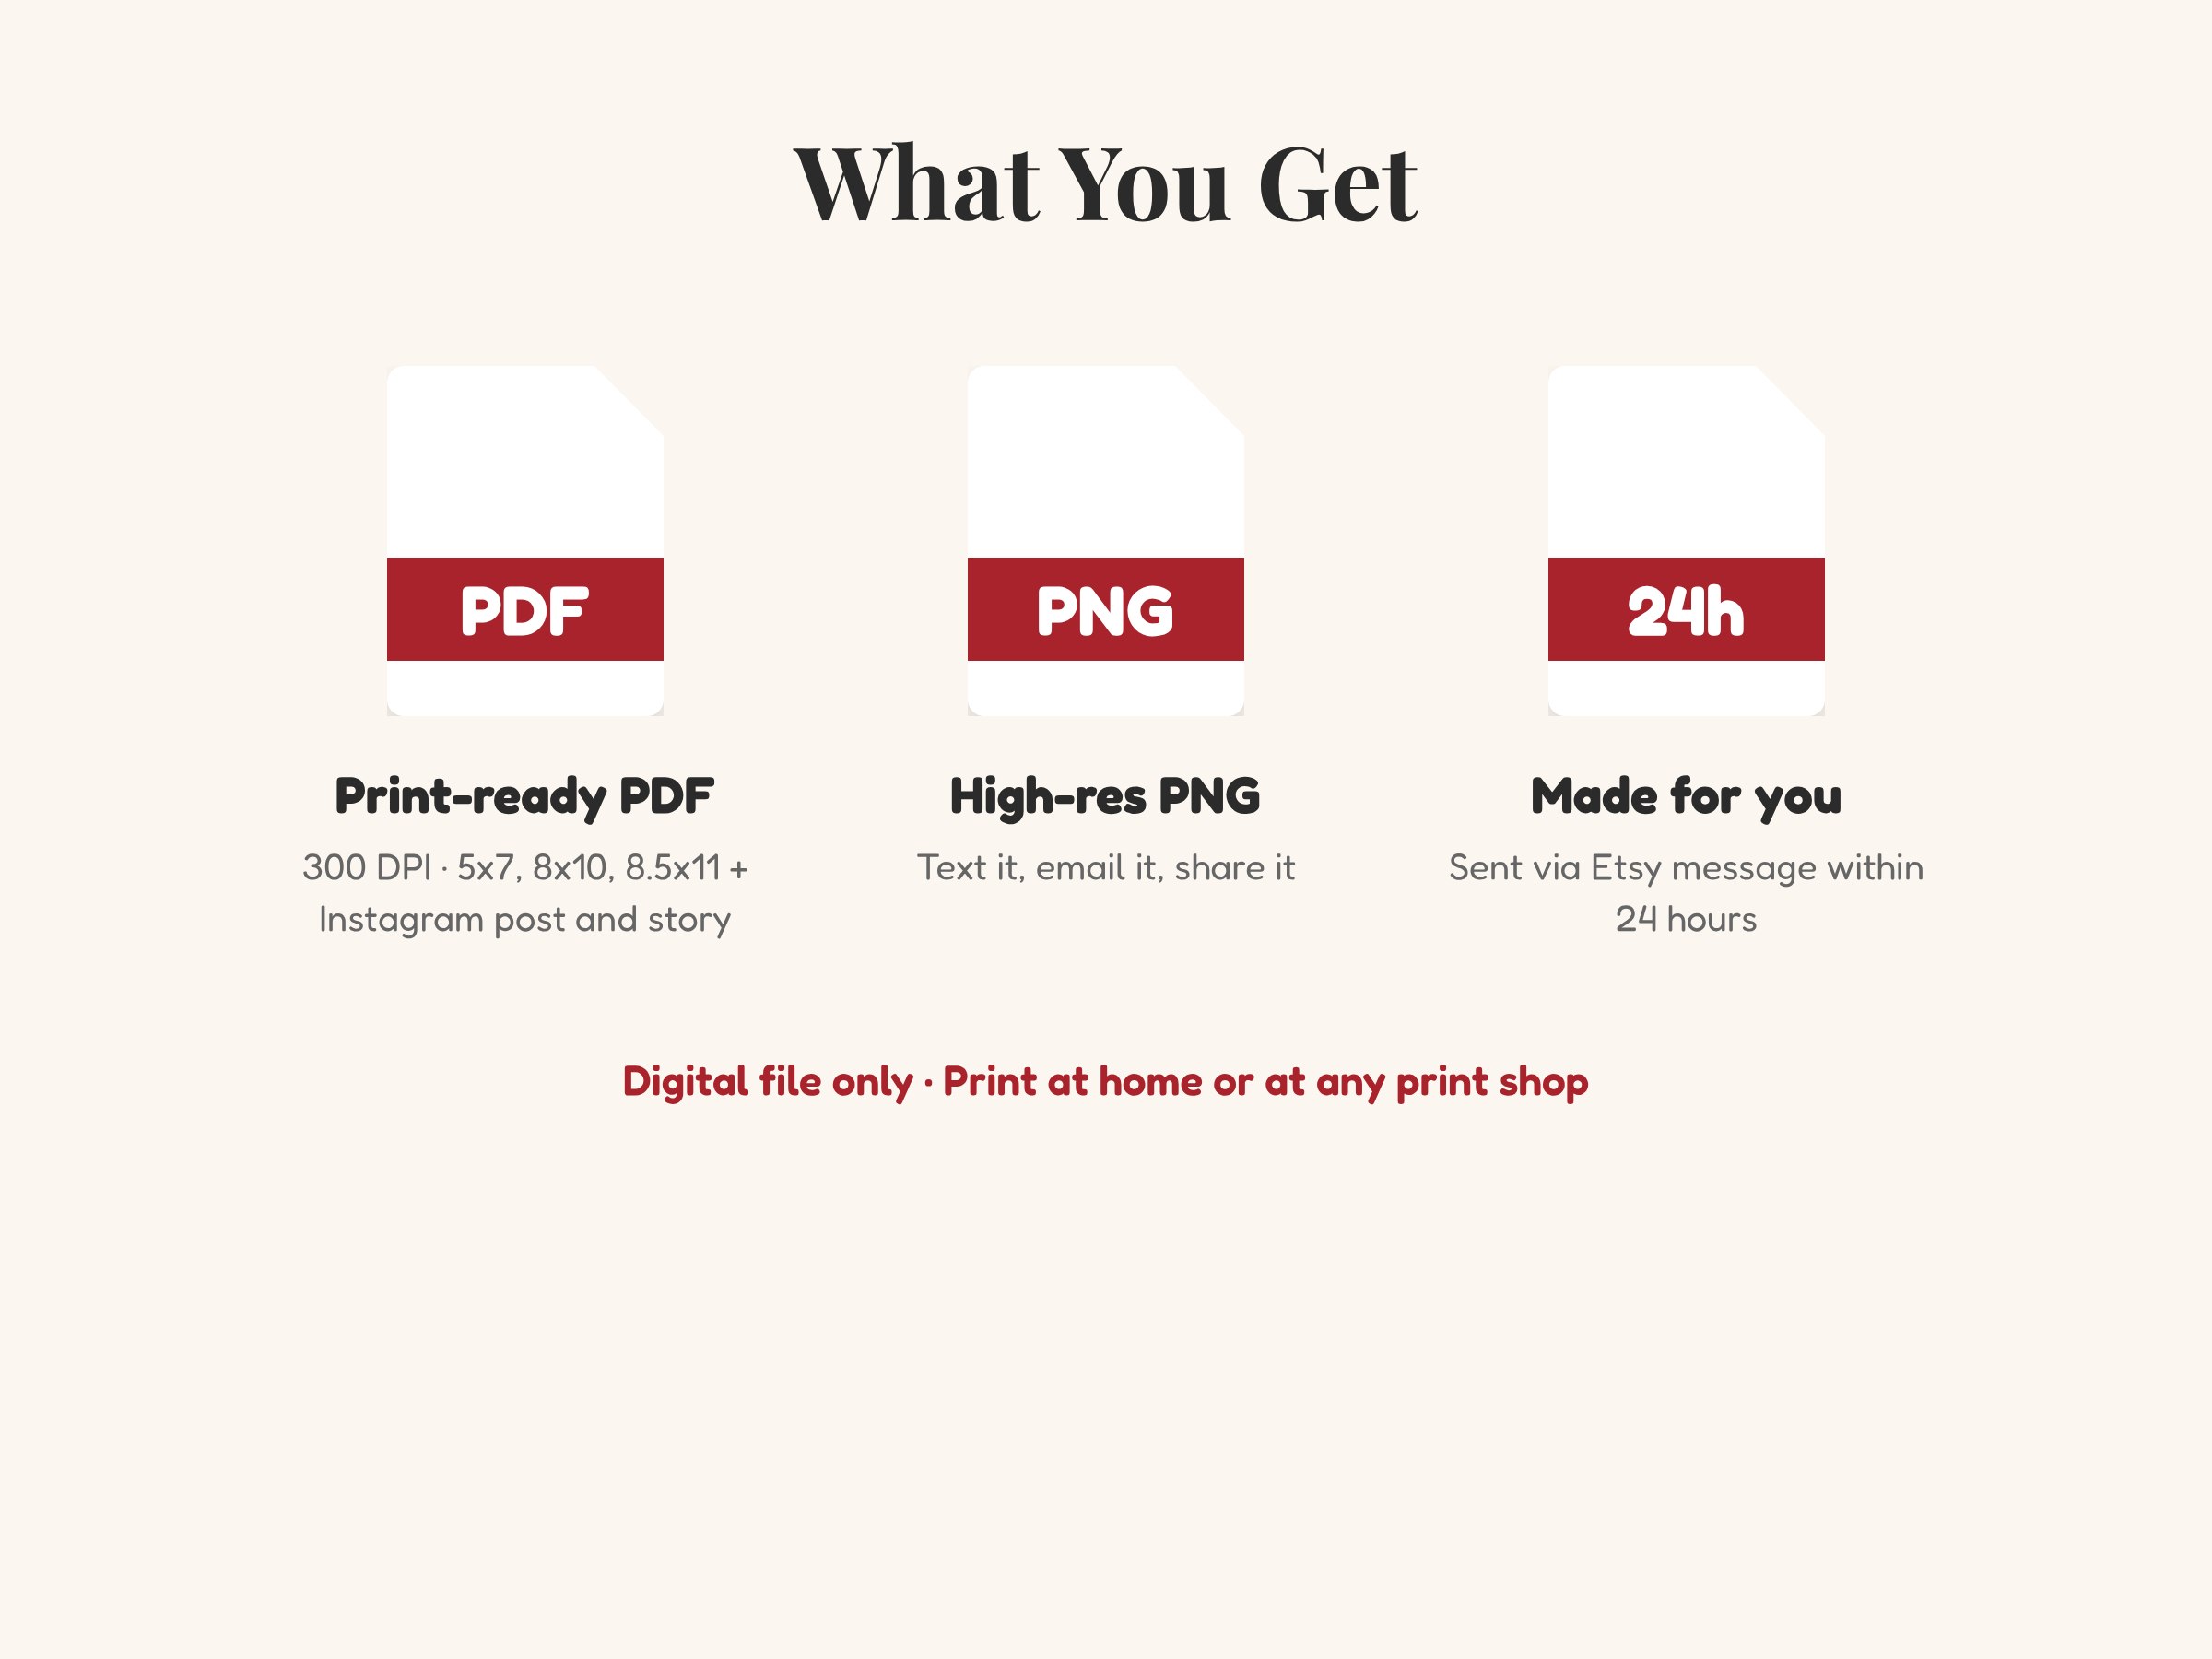 What You Get
PDF
PNG
24h
Print-ready PDF
300 DPI · 5x7, 8x10, 8.5x11 +
Instagram post and story
High-res PNG
Text it, email it, share it
Made for you
Sent via Etsy message within
24 hours
Digital file only · Print at home or at any print shop